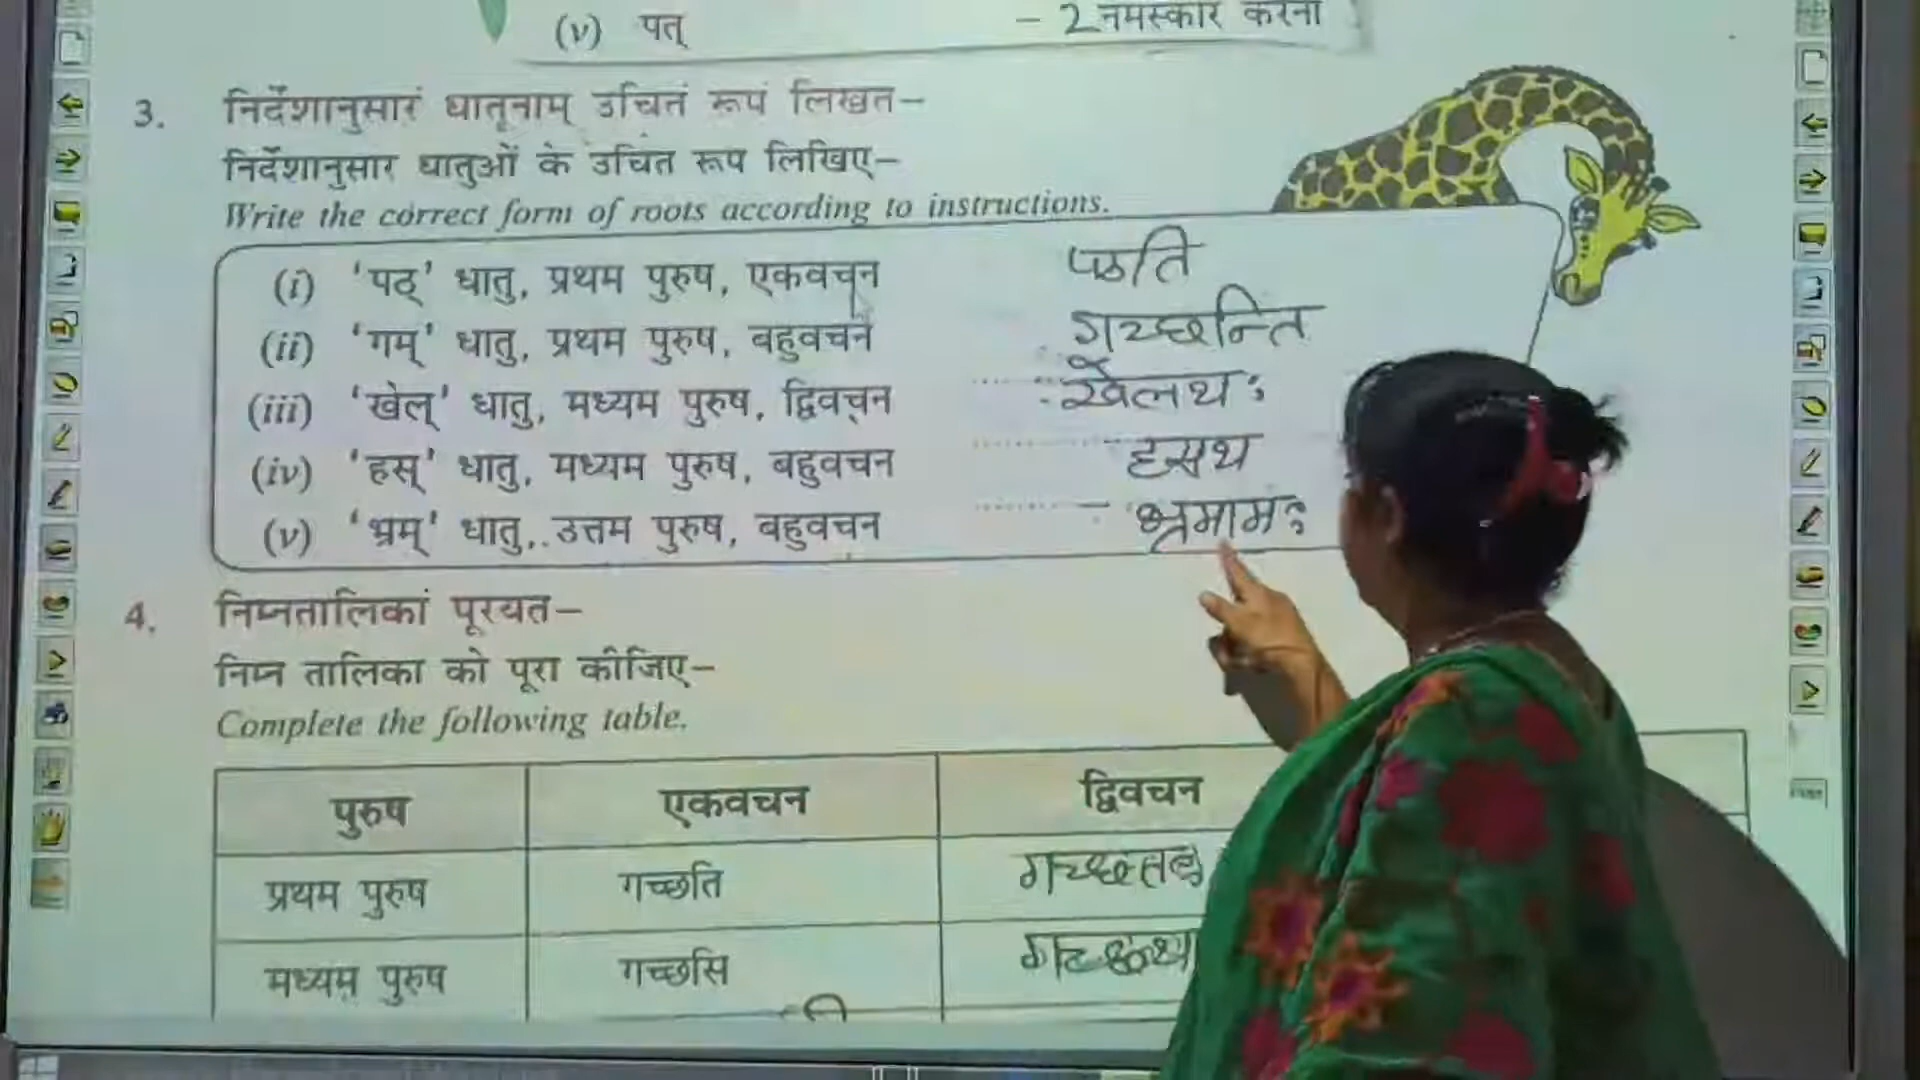 (v) पत् – 2 नमस्कार करना
3. निर्देशानुसारं धातूनाम् उचितं रूपं लिखत–
निर्देशानुसार धातुओं के उचित रूप लिखिए–
Write the correct form of roots according to instructions.
(i) 'पठ्' धातु, प्रथम पुरुष, एकवचन पठति
(ii) 'गम्' धातु, प्रथम पुरुष, बहुवचन गच्छन्ति
(iii) 'खेल्' धातु, मध्यम पुरुष, द्विवचन खेलथः
(iv) 'हस्' धातु, मध्यम पुरुष, बहुवचन हसथ
(v) 'भ्रम्' धातु, उत्तम पुरुष, बहुवचन भ्रमामः
4. निम्नतालिकां पूरयत–
निम्न तालिका को पूरा कीजिए–
Complete the following table.
पुरुष एकवचन द्विवचन
प्रथम पुरुष गच्छति गच्छतः
मध्यम पुरुष गच्छसि